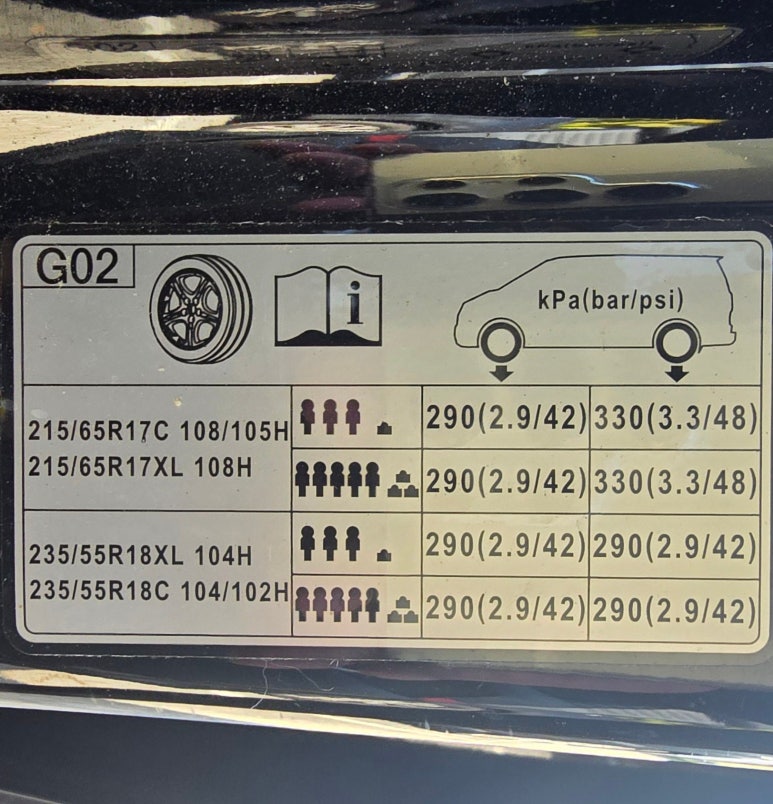 G02
i
kPa(bar/psi)
215/65R17C 108/105H
215/65R17XL 108H
290(2.9/42) 330(3.3/48)
290(2.9/42) 330(3.3/48)
235/55R18XL 104H
235/55R18C 104/102H
290(2.9/42) 290(2.9/42)
290(2.9/42) 290(2.9/42)